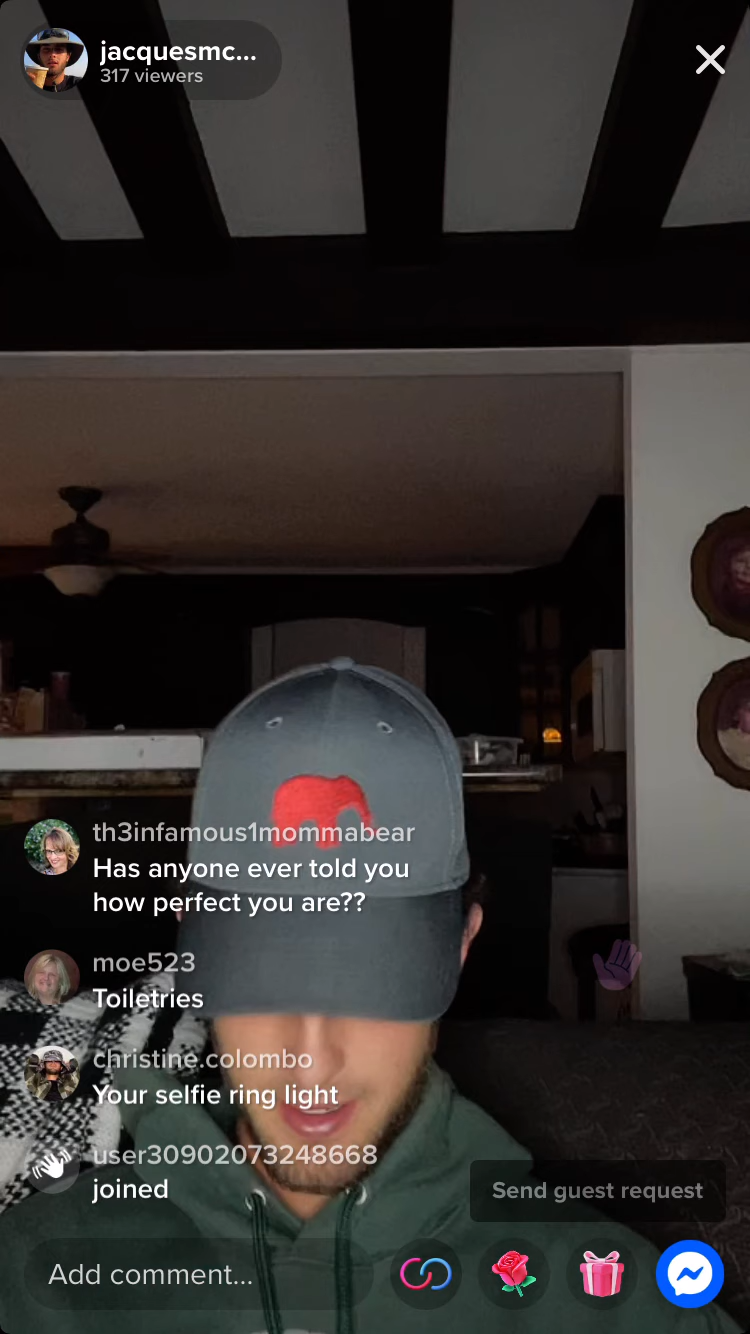 jacquesmc...
317 viewers
th3infamous1mommabear
Has anyone ever told you
how perfect you are??
moe523
Toiletries
christine.colombo
Your selfie ring light
user30902073248668
joined
Send guest request
Add comment...